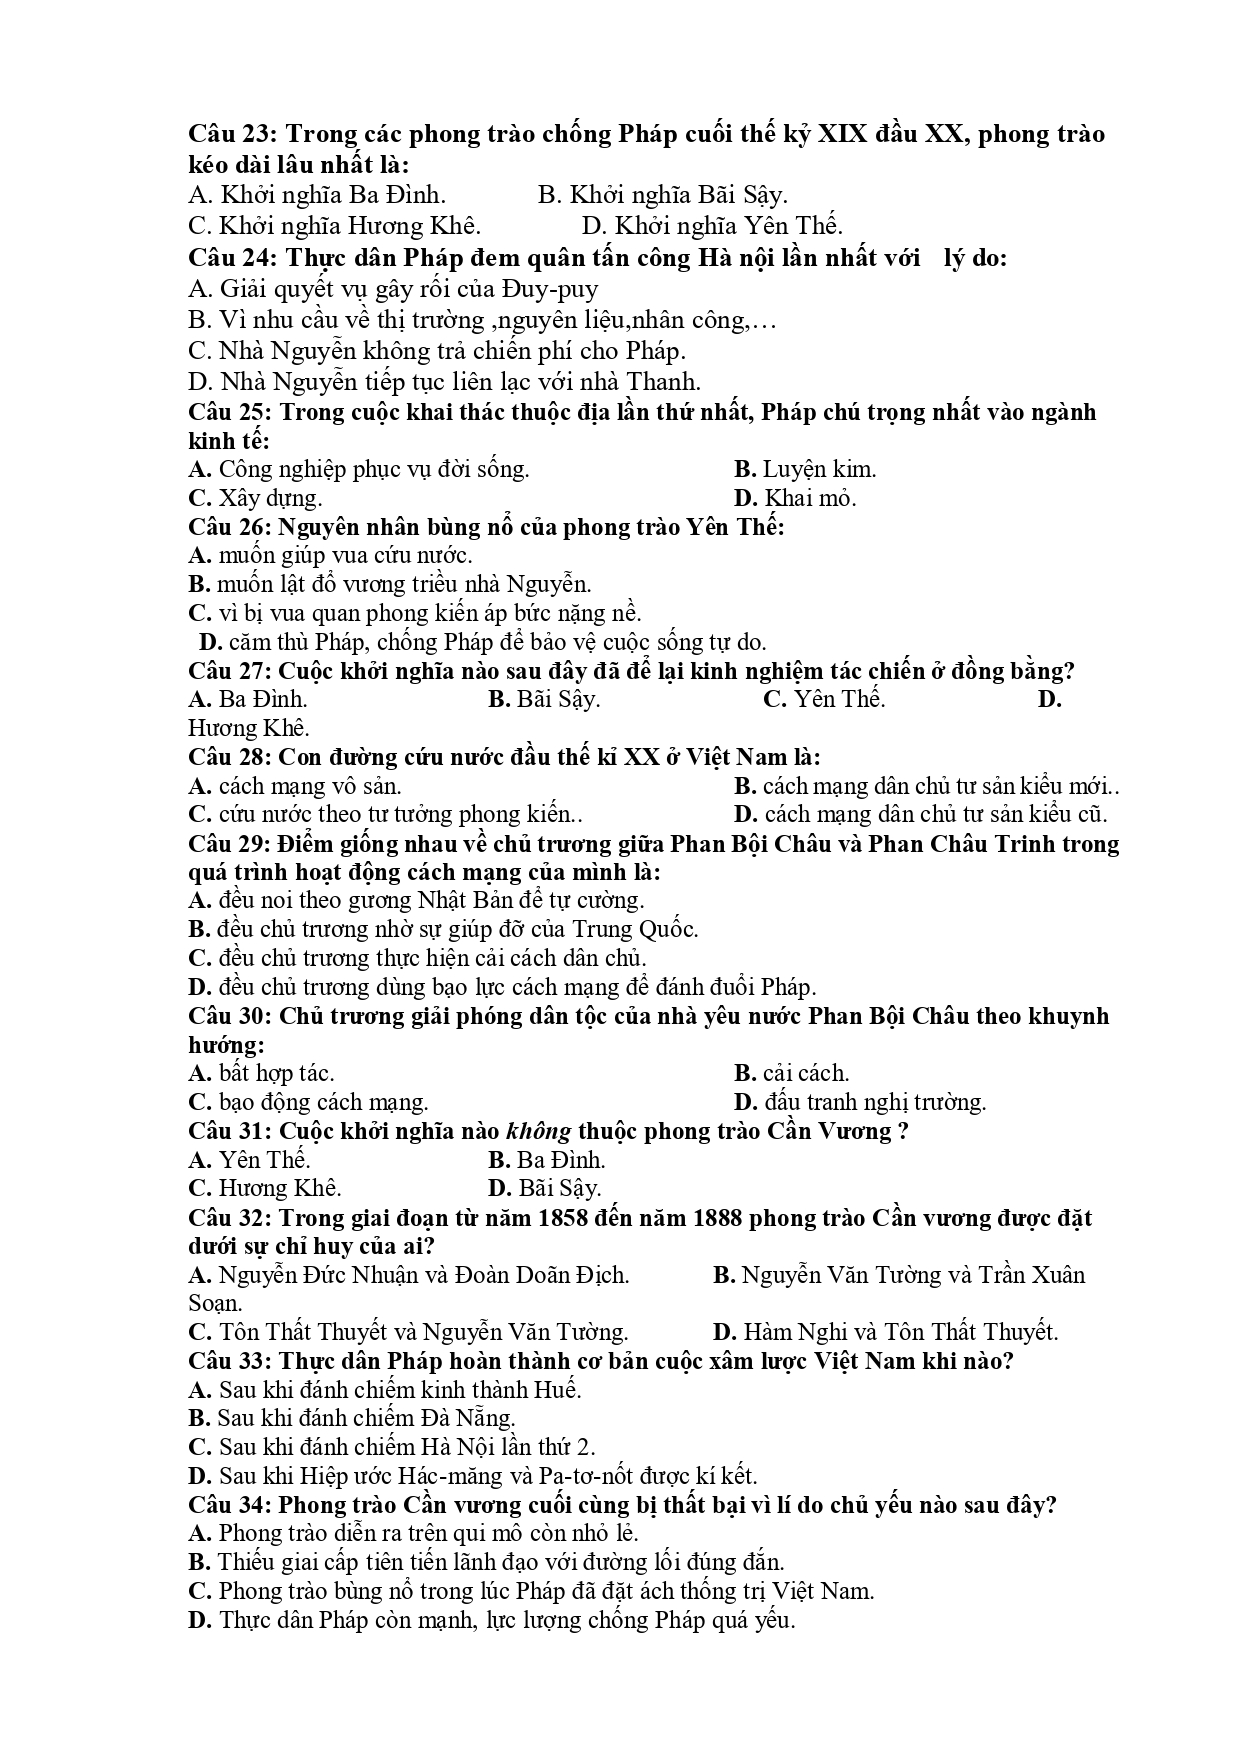 Câu 23: Trong các phong trào chống Pháp cuối thế kỷ XIX đầu XX, phong trào
kéo dài lâu nhất là:
A. Khởi nghĩa Ba Đình. B. Khởi nghĩa Bãi Sậy.
C. Khởi nghĩa Hương Khê. D. Khởi nghĩa Yên Thế.
Câu 24: Thực dân Pháp đem quân tấn công Hà nội lần nhất với lý do:
A. Giải quyết vụ gây rối của Đuy-puy
B. Vì nhu cầu về thị trường ,nguyên liệu,nhân công,…
C. Nhà Nguyễn không trả chiến phí cho Pháp.
D. Nhà Nguyễn tiếp tục liên lạc với nhà Thanh.
Câu 25: Trong cuộc khai thác thuộc địa lần thứ nhất, Pháp chú trọng nhất vào ngành
kinh tế:
A. Công nghiệp phục vụ đời sống. B. Luyện kim.
C. Xây dựng. D. Khai mỏ.
Câu 26: Nguyên nhân bùng nổ của phong trào Yên Thế:
A. muốn giúp vua cứu nước.
B. muốn lật đổ vương triều nhà Nguyễn.
C. vì bị vua quan phong kiến áp bức nặng nề.
D. căm thù Pháp, chống Pháp để bảo vệ cuộc sống tự do.
Câu 27: Cuộc khởi nghĩa nào sau đây đã để lại kinh nghiệm tác chiến ở đồng bằng?
A. Ba Đình. B. Bãi Sậy. C. Yên Thế. D.
Hương Khê.
Câu 28: Con đường cứu nước đầu thế kỉ XX ở Việt Nam là:
A. cách mạng vô sản. B. cách mạng dân chủ tư sản kiểu mới..
C. cứu nước theo tư tưởng phong kiến.. D. cách mạng dân chủ tư sản kiểu cũ.
Câu 29: Điểm giống nhau về chủ trương giữa Phan Bội Châu và Phan Châu Trinh trong
quá trình hoạt động cách mạng của mình là:
A. đều noi theo gương Nhật Bản để tự cường.
B. đều chủ trương nhờ sự giúp đỡ của Trung Quốc.
C. đều chủ trương thực hiện cải cách dân chủ.
D. đều chủ trương dùng bạo lực cách mạng để đánh đuổi Pháp.
Câu 30: Chủ trương giải phóng dân tộc của nhà yêu nước Phan Bội Châu theo khuynh
hướng:
A. bất hợp tác. B. cải cách.
C. bạo động cách mạng. D. đấu tranh nghị trường.
Câu 31: Cuộc khởi nghĩa nào không thuộc phong trào Cần Vương ?
A. Yên Thế. B. Ba Đình.
C. Hương Khê. D. Bãi Sậy.
Câu 32: Trong giai đoạn từ năm 1858 đến năm 1888 phong trào Cần vương được đặt
dưới sự chỉ huy của ai?
A. Nguyễn Đức Nhuận và Đoàn Doãn Địch. B. Nguyễn Văn Tường và Trần Xuân
Soạn.
C. Tôn Thất Thuyết và Nguyễn Văn Tường. D. Hàm Nghi và Tôn Thất Thuyết.
Câu 33: Thực dân Pháp hoàn thành cơ bản cuộc xâm lược Việt Nam khi nào?
A. Sau khi đánh chiếm kinh thành Huế.
B. Sau khi đánh chiếm Đà Nẵng.
C. Sau khi đánh chiếm Hà Nội lần thứ 2.
D. Sau khi Hiệp ước Hác-măng và Pa-tơ-nốt được kí kết.
Câu 34: Phong trào Cần vương cuối cùng bị thất bại vì lí do chủ yếu nào sau đây?
A. Phong trào diễn ra trên qui mô còn nhỏ lẻ.
B. Thiếu giai cấp tiên tiến lãnh đạo với đường lối đúng đắn.
C. Phong trào bùng nổ trong lúc Pháp đã đặt ách thống trị Việt Nam.
D. Thực dân Pháp còn mạnh, lực lượng chống Pháp quá yếu.